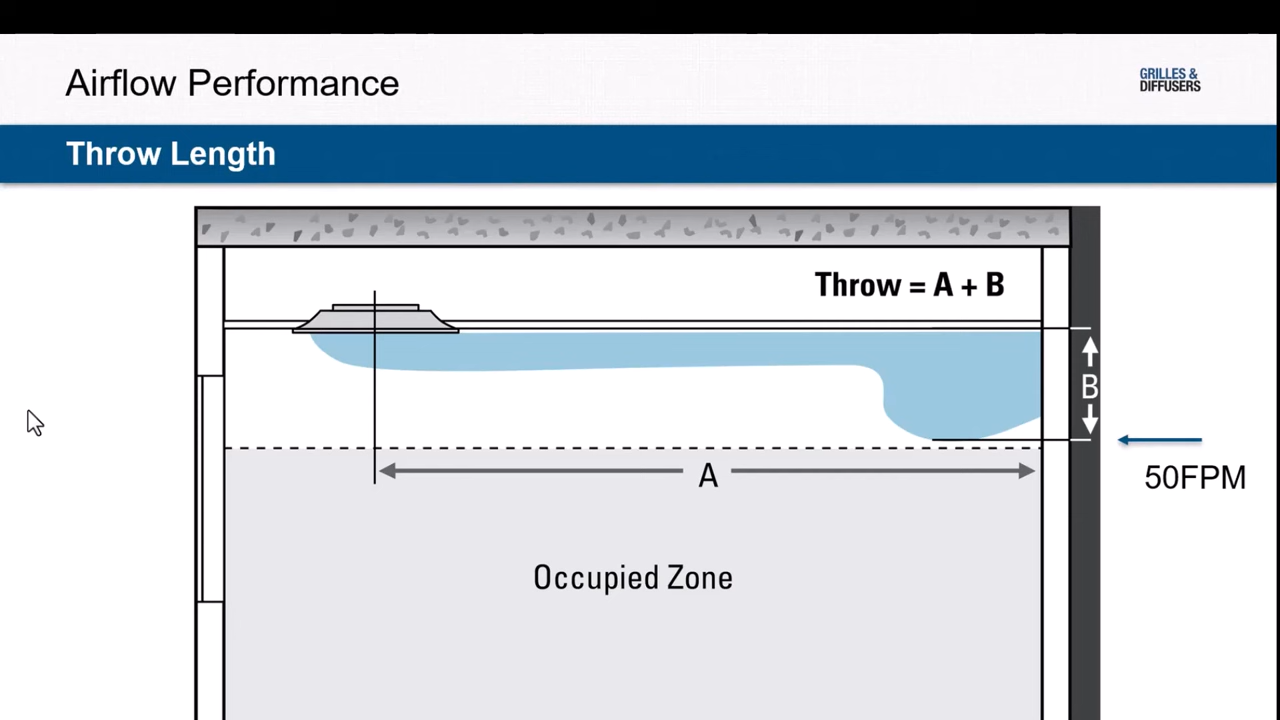 Airflow Performance
GRILLES &
DIFFUSERS
Throw Length
Throw = A + B
B
A
50FPM
Occupied Zone